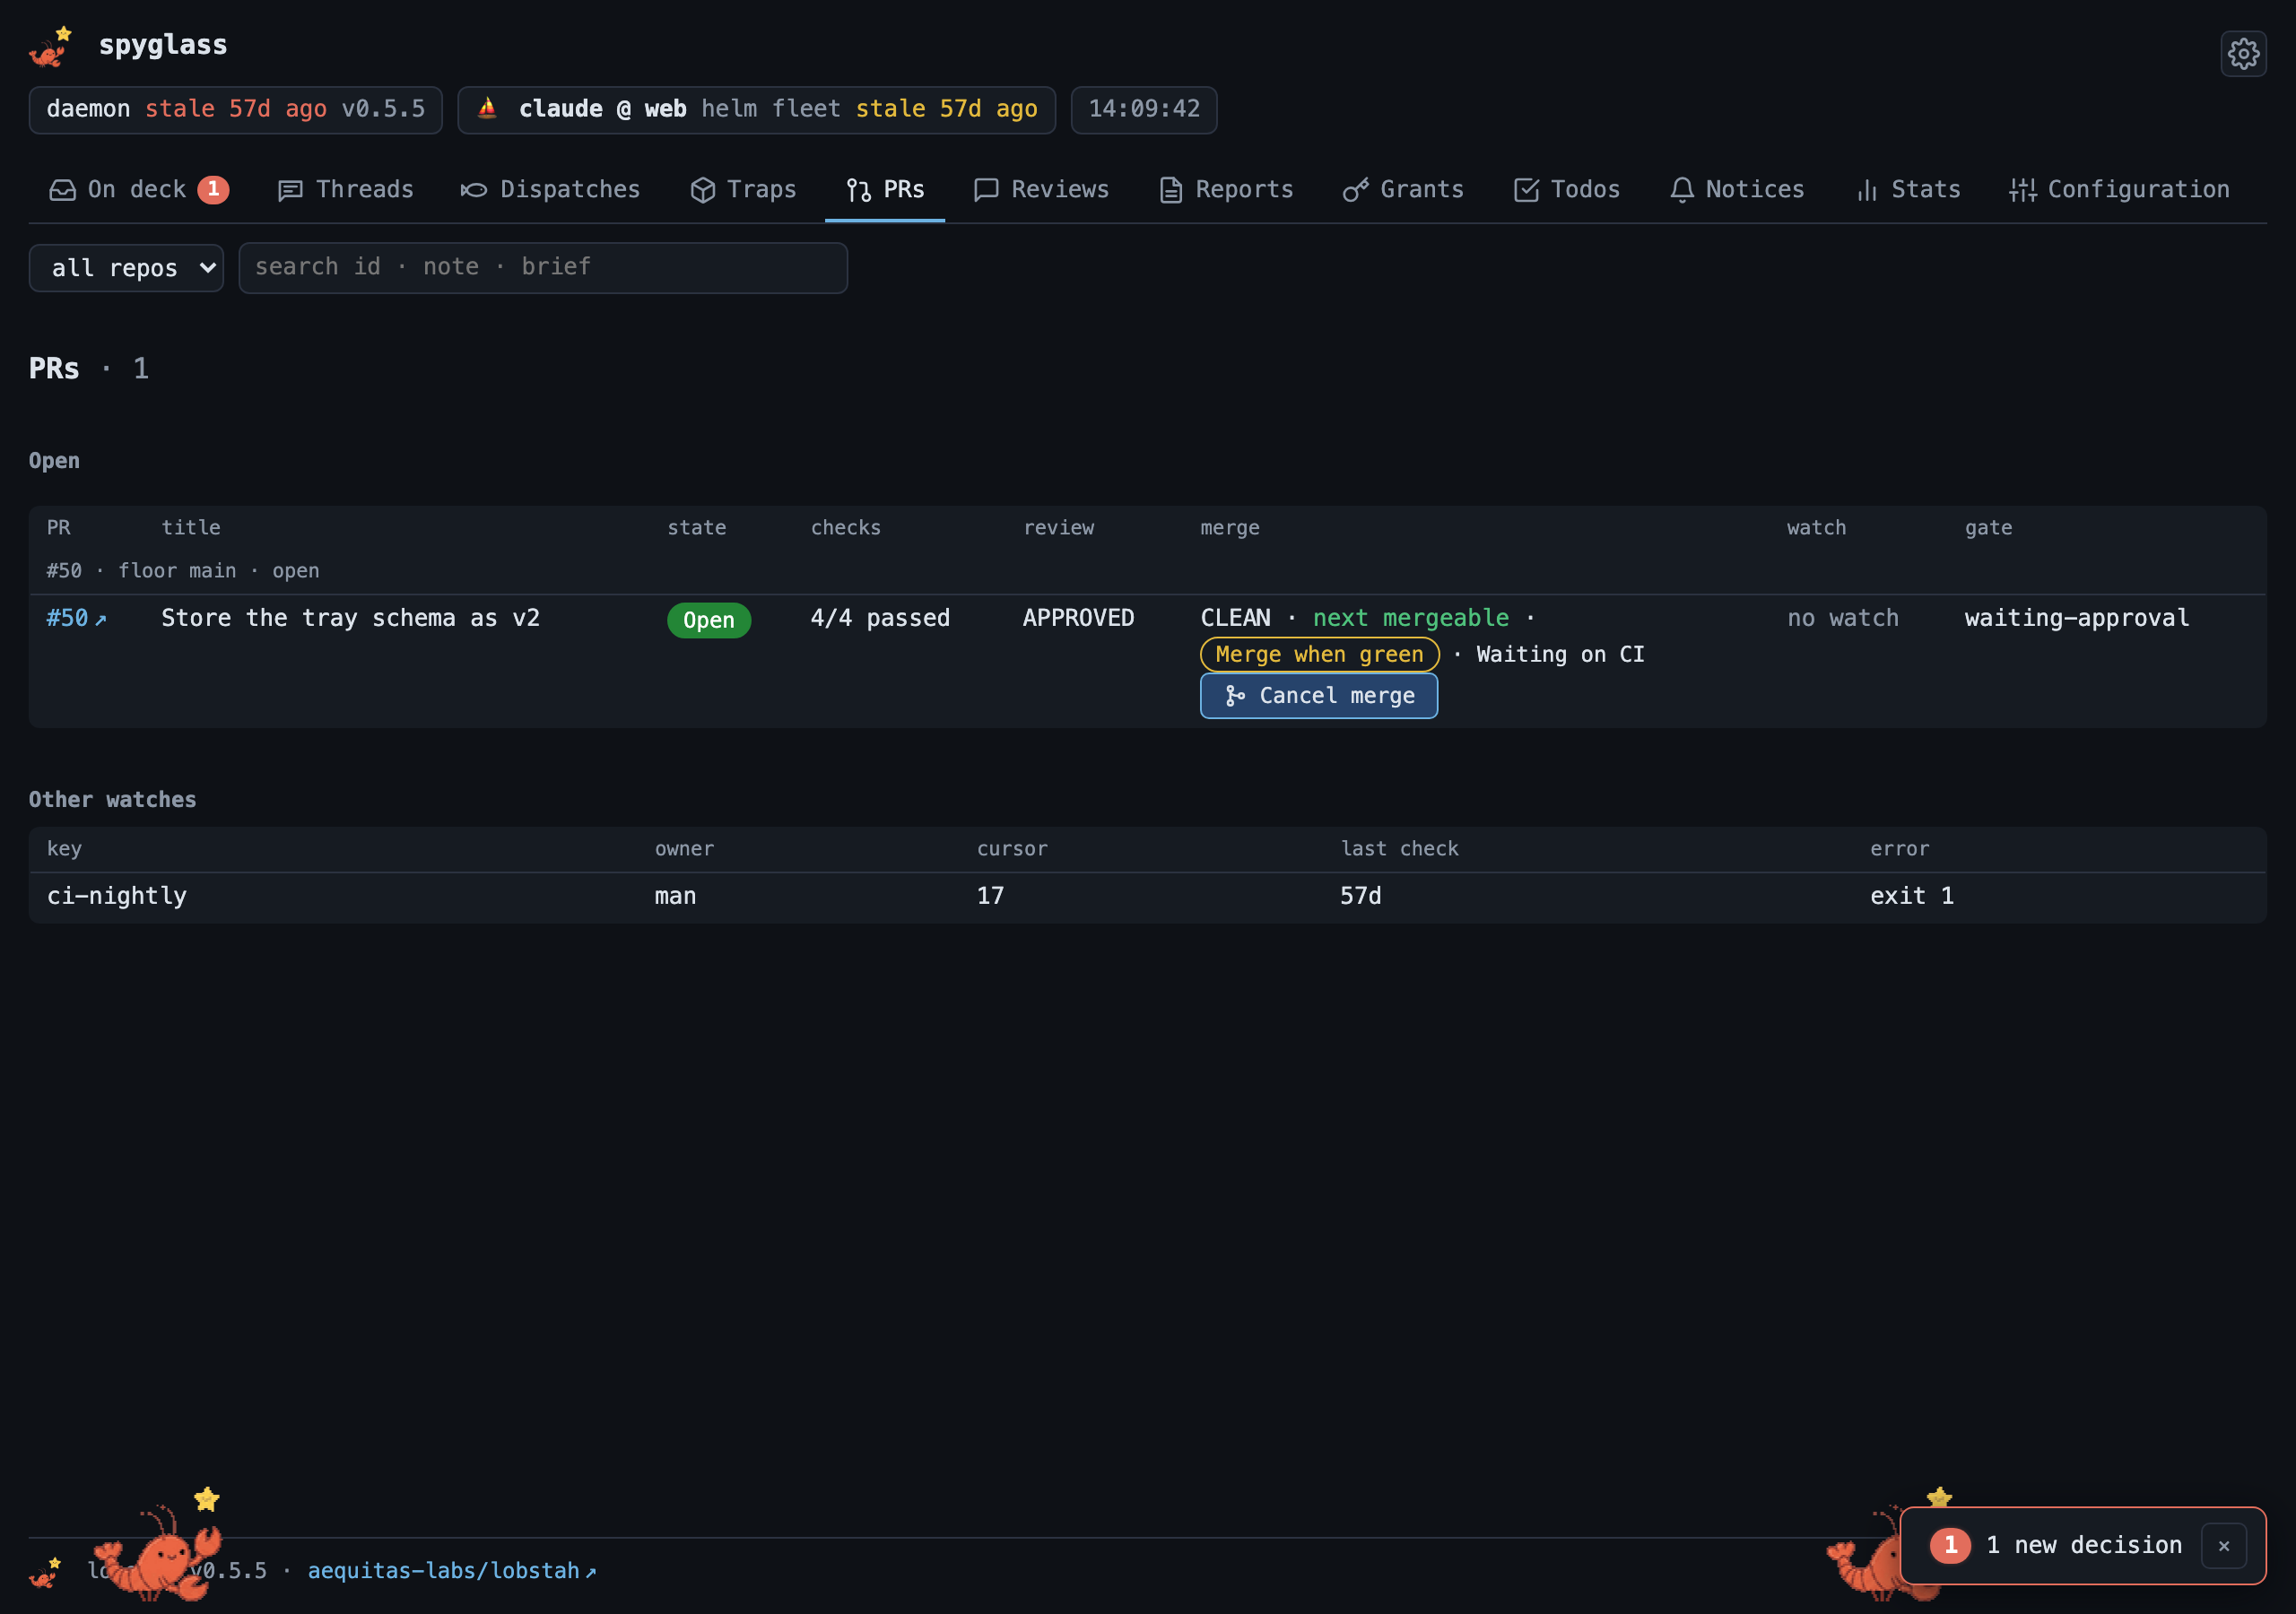 spyglass
daemon stale 57d ago v0.5.5
claude @ web helm fleet stale 57d ago
14:09:42
On deck 1
Threads
Dispatches
Traps
PRs
Reviews
Reports
Grants
Todos
Notices
Stats
Configuration
all repos
search id · note · brief
PRs · 1
Open
PR title state checks review merge watch gate
#50 · floor main · open
#50↗ Store the tray schema as v2 Open 4/4 passed APPROVED CLEAN · next mergeable · no watch waiting-approval
Merge when green · Waiting on CI
Cancel merge
Other watches
key owner cursor last check error
ci-nightly man 17 57d exit 1
1 1 new decision ×
v0.5.5 · aequitas-labs/lobstah↗